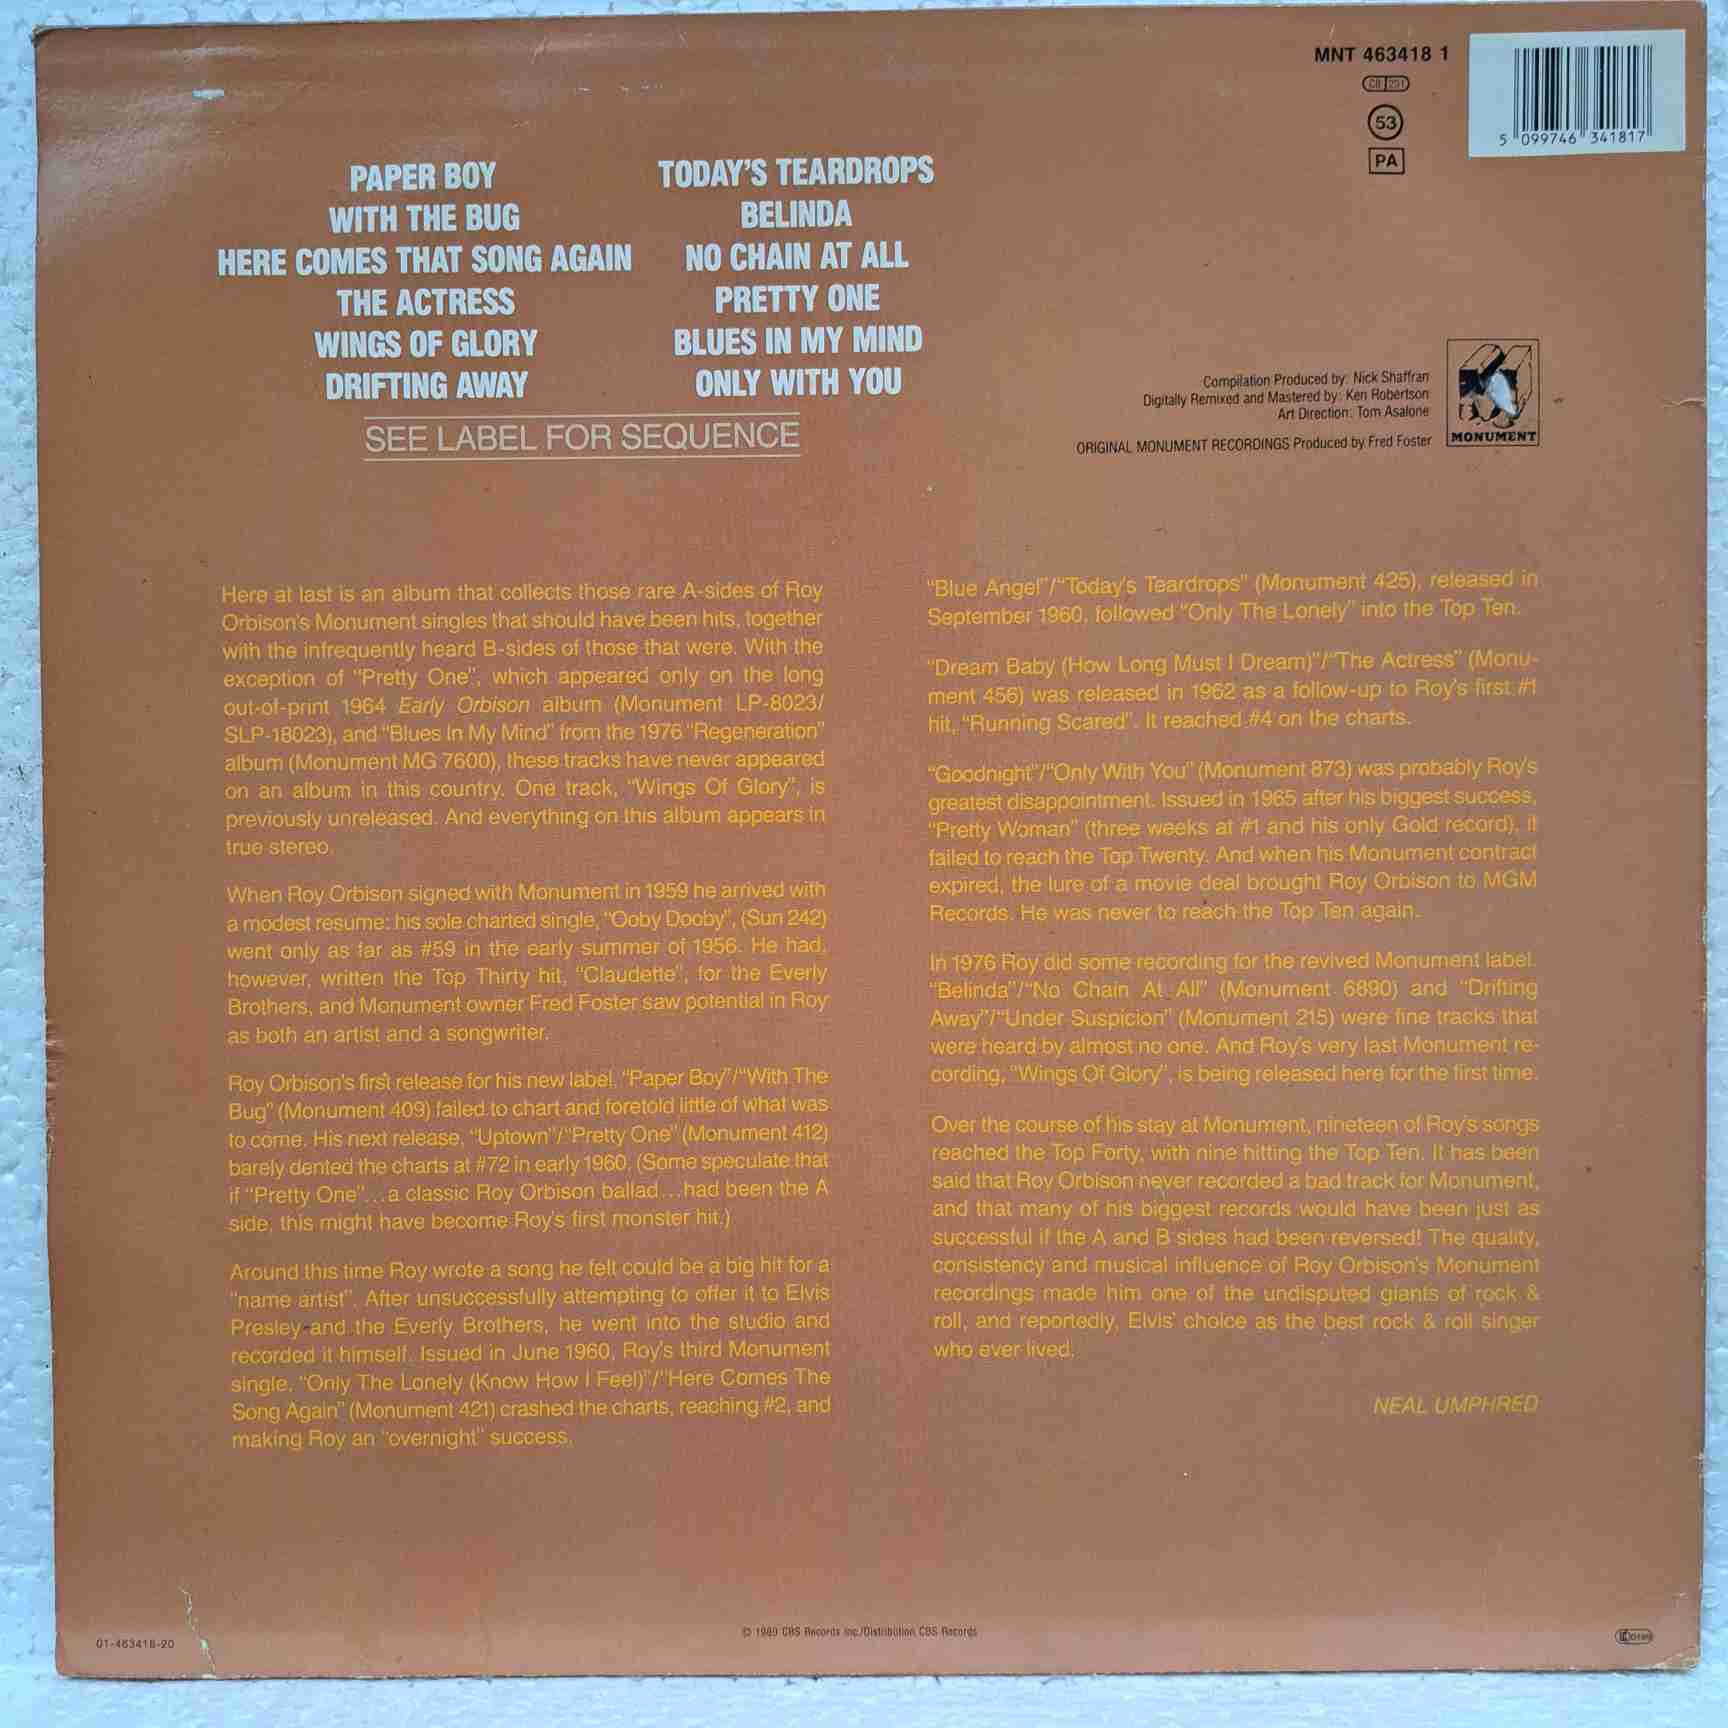 MNT 463418 1
CB 291
53
PA
5 099746 341817
PAPER BOY
WITH THE BUG
HERE COMES THAT SONG AGAIN
THE ACTRESS
WINGS OF GLORY
DRIFTING AWAY
TODAY'S TEARDROPS
BELINDA
NO CHAIN AT ALL
PRETTY ONE
BLUES IN MY MIND
ONLY WITH YOU
SEE LABEL FOR SEQUENCE
Compilation Produced by: Nick Shaffran
Digitally Remixed and Mastered by: Ken Robertson
Art Direction: Tom Asalone
ORIGINAL MONUMENT RECORDINGS Produced by Fred Foster
MONUMENT
Here at last is an album that collects those rare A-sides of Roy
Orbison's Monument singles that should have been hits, together
with the infrequently heard B-sides of those that were. With the
exception of "Pretty One", which appeared only on the long
out-of-print 1964 Early Orbison album (Monument LP-8023/
SLP-18023), and "Blues In My Mind" from the 1976 "Regeneration"
album (Monument MG 7600), these tracks have never appeared
on an album in this country. One track, "Wings Of Glory", is
previously unreleased. And everything on this album appears in
true stereo.
When Roy Orbison signed with Monument in 1959 he arrived with
a modest resume: his sole charted single, "Ooby Dooby", (Sun 242)
went only as far as #59 in the early summer of 1956. He had,
however, written the Top Thirty hit, "Claudette", for the Everly
Brothers, and Monument owner Fred Foster saw potential in Roy
as both an artist and a songwriter.
Roy Orbison's first release for his new label, "Paper Boy"/"With The
Bug" (Monument 409) failed to chart and foretold little of what was
to come. His next release, "Uptown"/"Pretty One" (Monument 412)
barely dented the charts at #72 in early 1960. (Some speculate that
if "Pretty One"...a classic Roy Orbison ballad...had been the A
side, this might have become Roy's first monster hit.)
Around this time Roy wrote a song he felt could be a big hit for a
"name artist". After unsuccessfully attempting to offer it to Elvis
Presley and the Everly Brothers, he went into the studio and
recorded it himself. Issued in June 1960, Roy's third Monument
single, "Only The Lonely (Know How I Feel)"/"Here Comes The
Song Again" (Monument 421) crashed the charts, reaching #2, and
making Roy an "overnight" success.
"Blue Angel"/"Today's Teardrops" (Monument 425), released in
September 1960, followed "Only The Lonely" into the Top Ten.
"Dream Baby (How Long Must I Dream)"/"The Actress" (Monu-
ment 456) was released in 1962 as a follow-up to Roy's first #1
hit, "Running Scared". It reached #4 on the charts.
"Goodnight"/"Only With You" (Monument 873) was probably Roy's
greatest disappointment. Issued in 1965 after his biggest success,
"Pretty Woman" (three weeks at #1 and his only Gold record), it
failed to reach the Top Twenty. And when his Monument contract
expired, the lure of a movie deal brought Roy Orbison to MGM
Records. He was never to reach the Top Ten again.
In 1976 Roy did some recording for the revived Monument label.
"Belinda"/"No Chain At All" (Monument 6890) and "Drifting
Away"/"Under Suspicion" (Monument 215) were fine tracks that
were heard by almost no one. And Roy's very last Monument re-
cording, "Wings Of Glory", is being released here for the first time.
Over the course of his stay at Monument, nineteen of Roy's songs
reached the Top Forty, with nine hitting the Top Ten. It has been
said that Roy Orbison never recorded a bad track for Monument,
and that many of his biggest records would have been just as
successful if the A and B sides had been reversed! The quality,
consistency and musical influence of Roy Orbison's Monument
recordings made him one of the undisputed giants of rock &
roll, and reportedly, Elvis' choice as the best rock & roll singer
who ever lived.
NEAL UMPHRED
01-463418-20
© 1989 CBS Records Inc./Distribution CBS Records